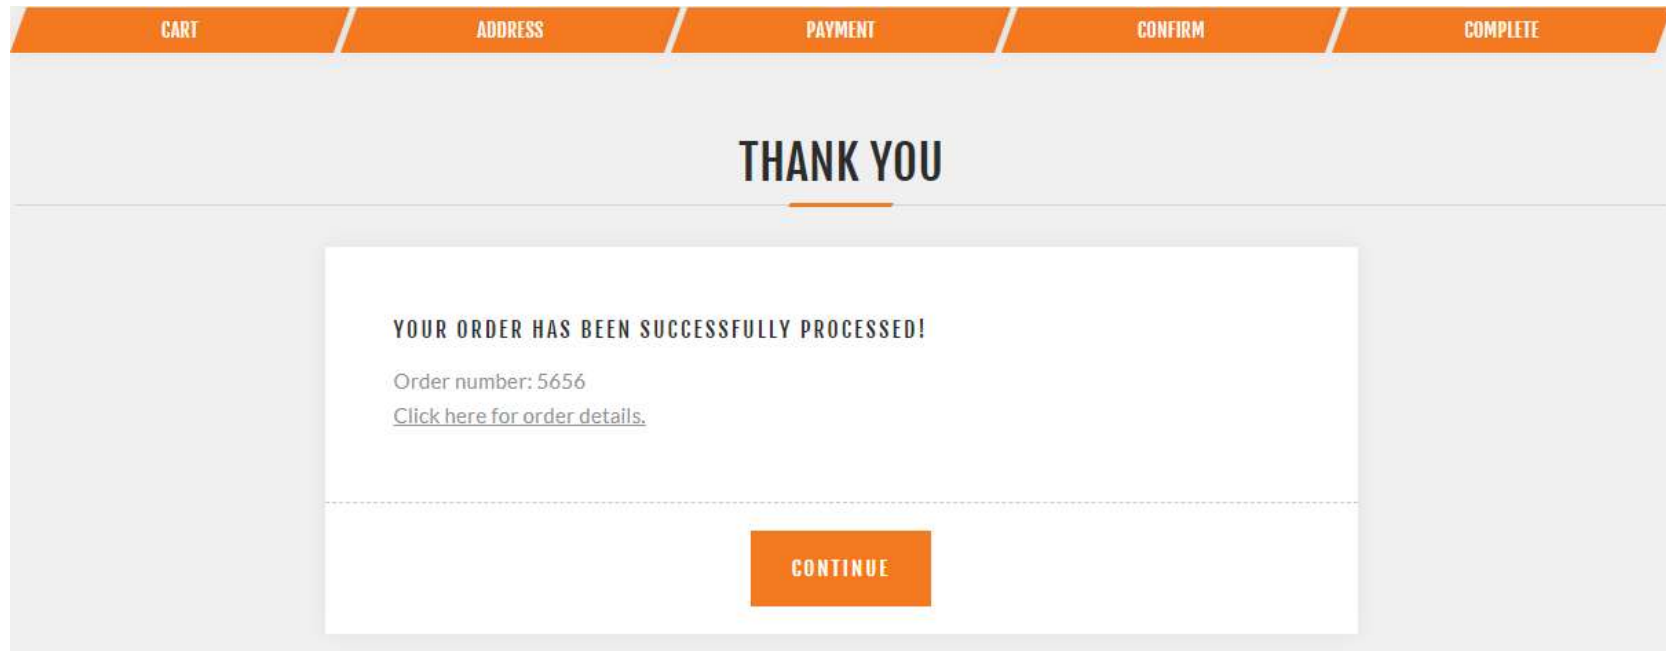 CART
ADDRESS
PAYMENT
CONFIRM
COMPLETE
THANK YOU
YOUR ORDER HAS BEEN SUCCESSFULLY PROCESSED!
Order number: 5656
Click here for order details.
CONTINUE